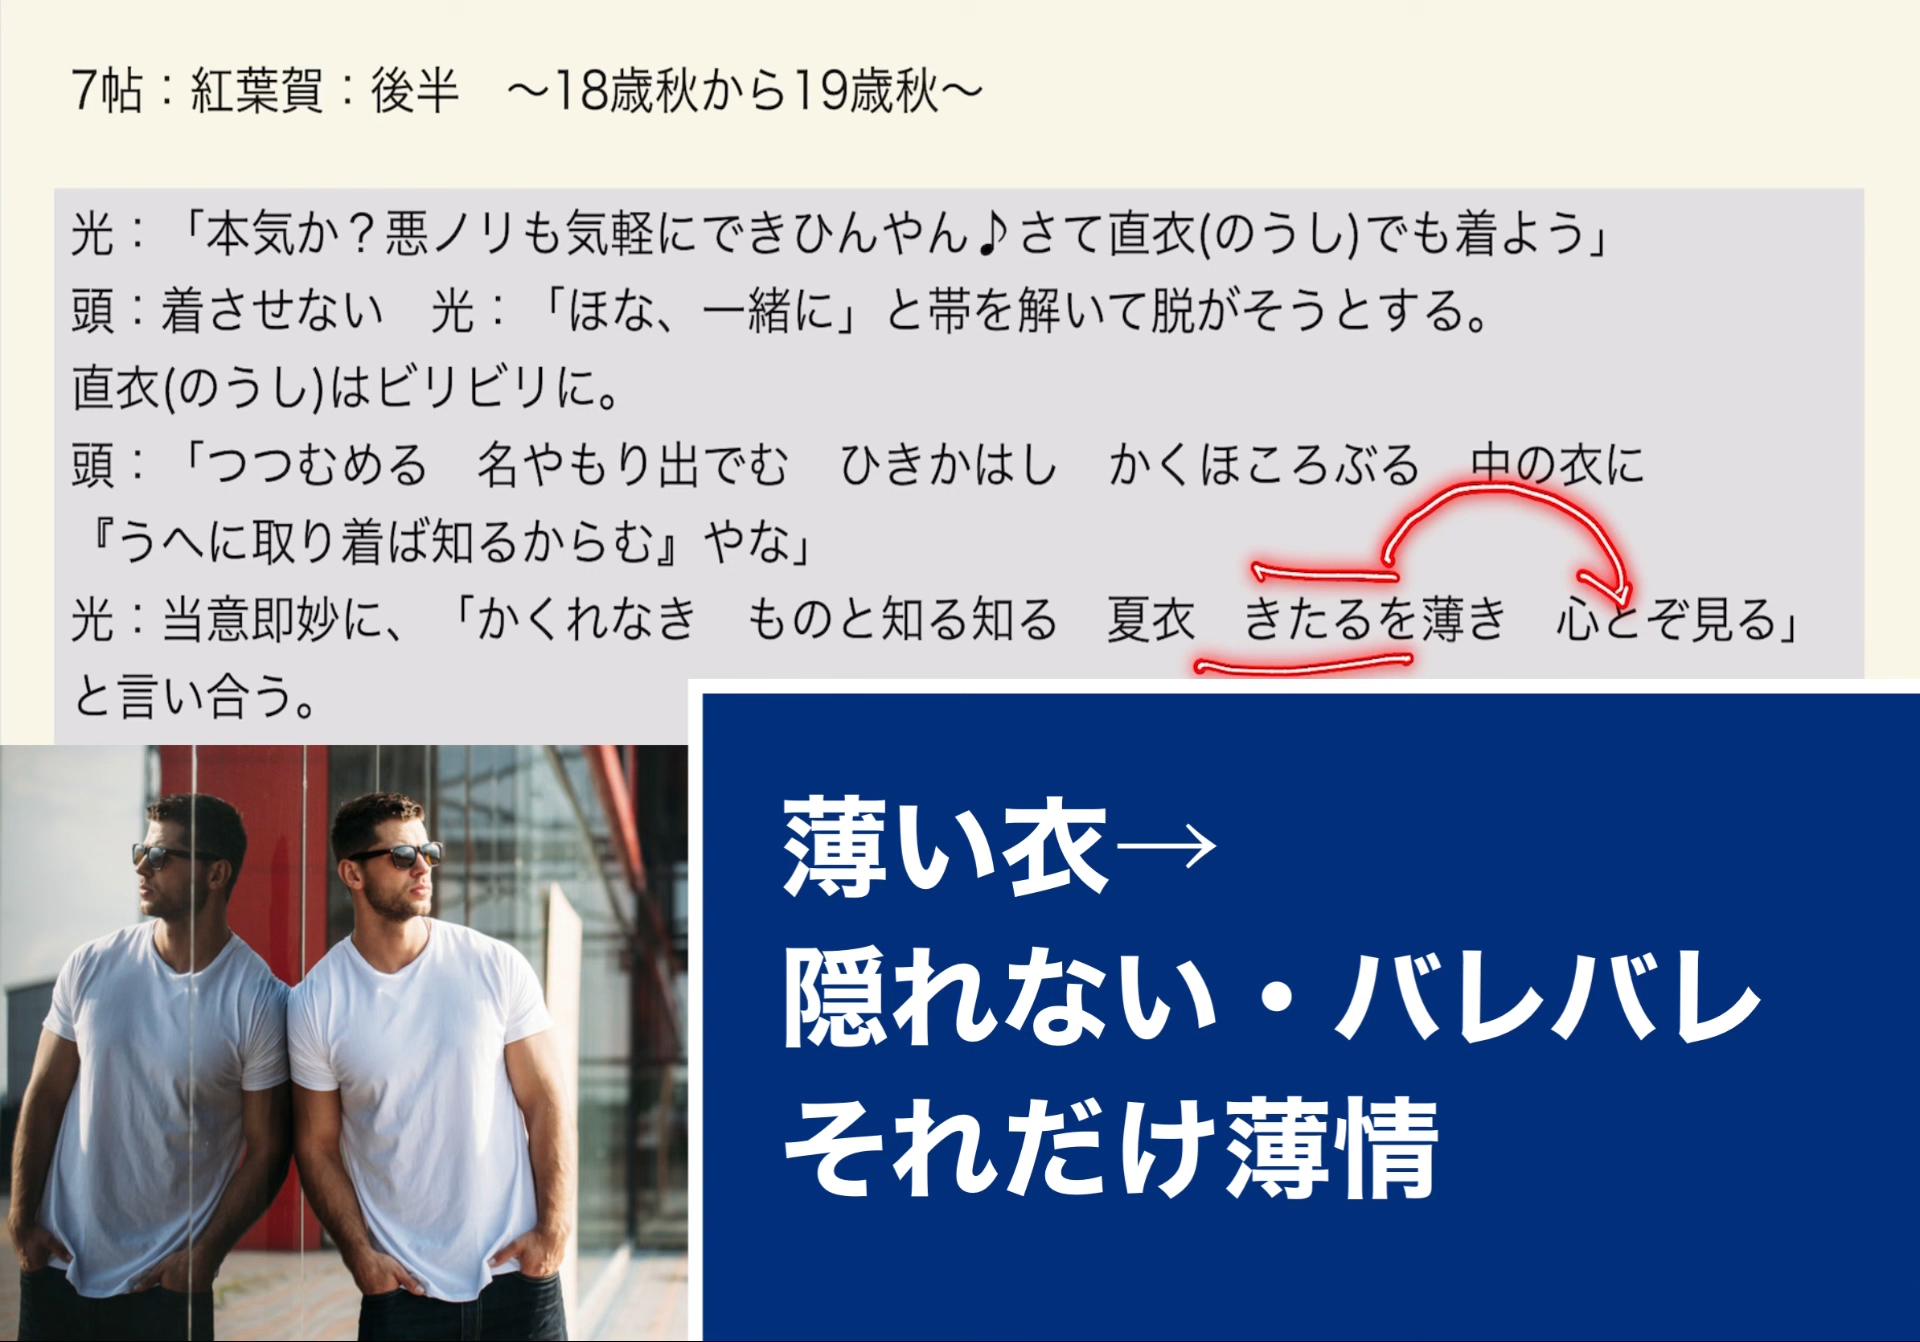 7帖：紅葉賀：後半　〜18歳秋から19歳秋〜
光：「本気か？悪ノリも気軽にできひんやん♪さて直衣(のうし)でも着よう」
頭：着させない　光：「ほな、一緒に」と帯を解いて脱がそうとする。
直衣(のうし)はビリビリに。
頭：「つつむめる　名やもり出でむ　ひきかはし　かくほころぶる　中の衣に
『うへに取り着ば知るからむ』やな」
光：当意即妙に、「かくれなき　ものと知る知る　夏衣　きたるを薄き　心とぞ見る」
と言い合う。
薄い衣→
隠れない・バレバレ
それだけ薄情